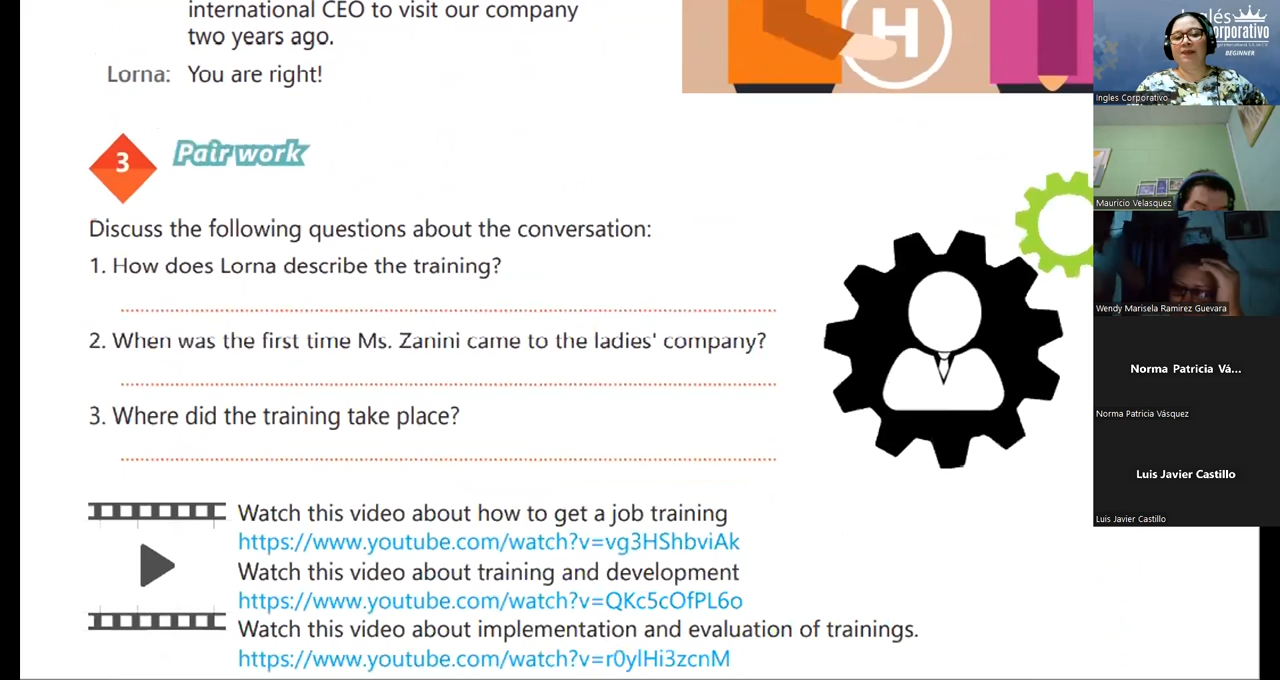 international CEO to visit our company
two years ago.
Lorna: You are right!
H
3
Pair work
Discuss the following questions about the conversation:
1. How does Lorna describe the training?
2. When was the first time Ms. Zanini came to the ladies' company?
3. Where did the training take place?
Watch this video about how to get a job training
https://www.youtube.com/watch?v=vg3HShbviAk
Watch this video about training and development
https://www.youtube.com/watch?v=QKc5cOfPL6o
Watch this video about implementation and evaluation of trainings.
https://www.youtube.com/watch?v=r0ylHi3zcnM
BEGINNER
Ingles Corporativo
Mauricio Velasquez
Wendy Marisela Ramirez Guevara
Norma Patricia Vá...
Norma Patricia Vásquez
Luis Javier Castillo
Luis Javier Castillo